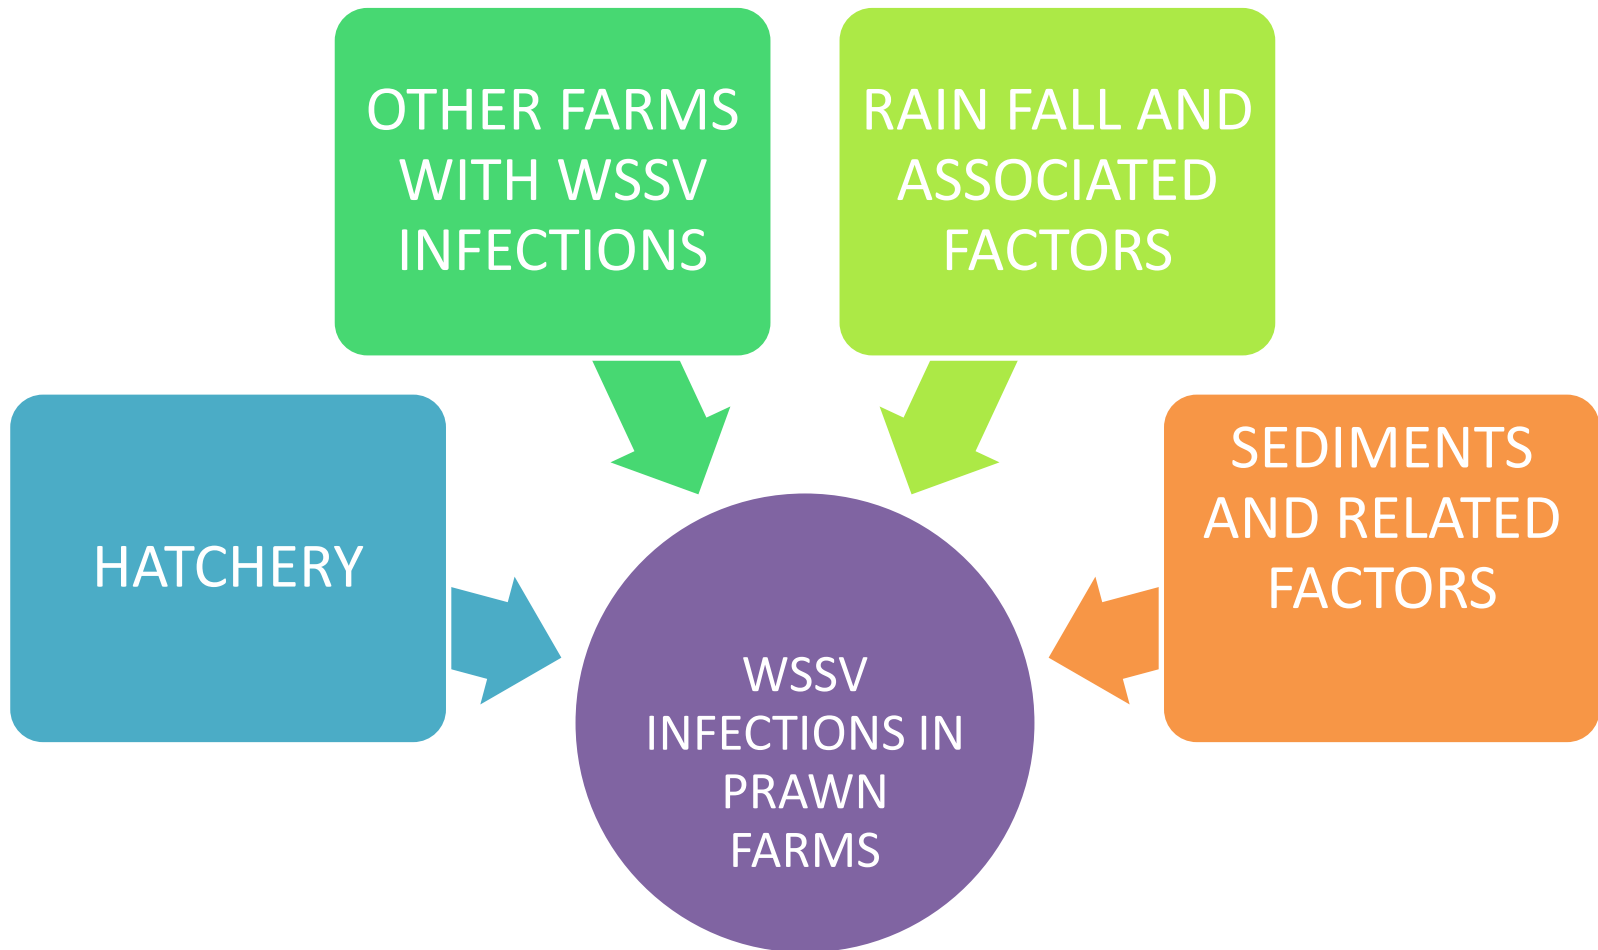 OTHER FARMS
WITH WSSV
INFECTIONS
RAIN FALL AND
ASSOCIATED
FACTORS
HATCHERY
SEDIMENTS
AND RELATED
FACTORS
WSSV
INFECTIONS IN
PRAWN
FARMS